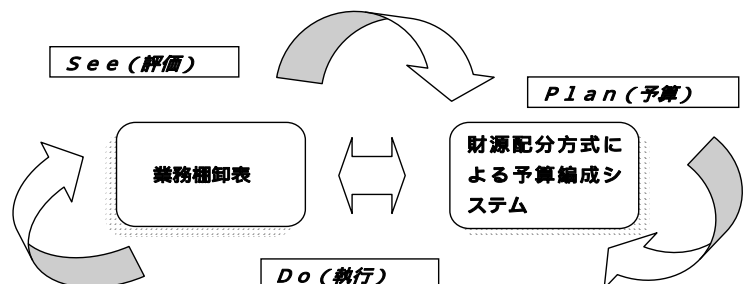 See(評価)
Plan(予算)
業務棚卸表
財源配分方式に
よる予算編成シ
ステム
Do(執行)